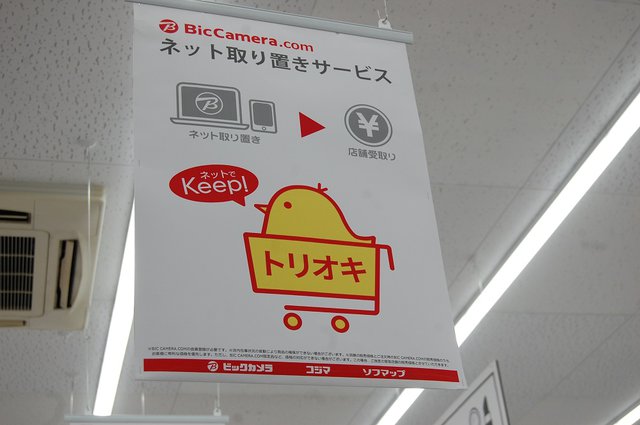 BicCamera.com
ネット取り置きサービス
ネット取り置き
店舗受取り
ネットで
Keep!
トリオキ
ビックカメラ コジマ ソフマップ